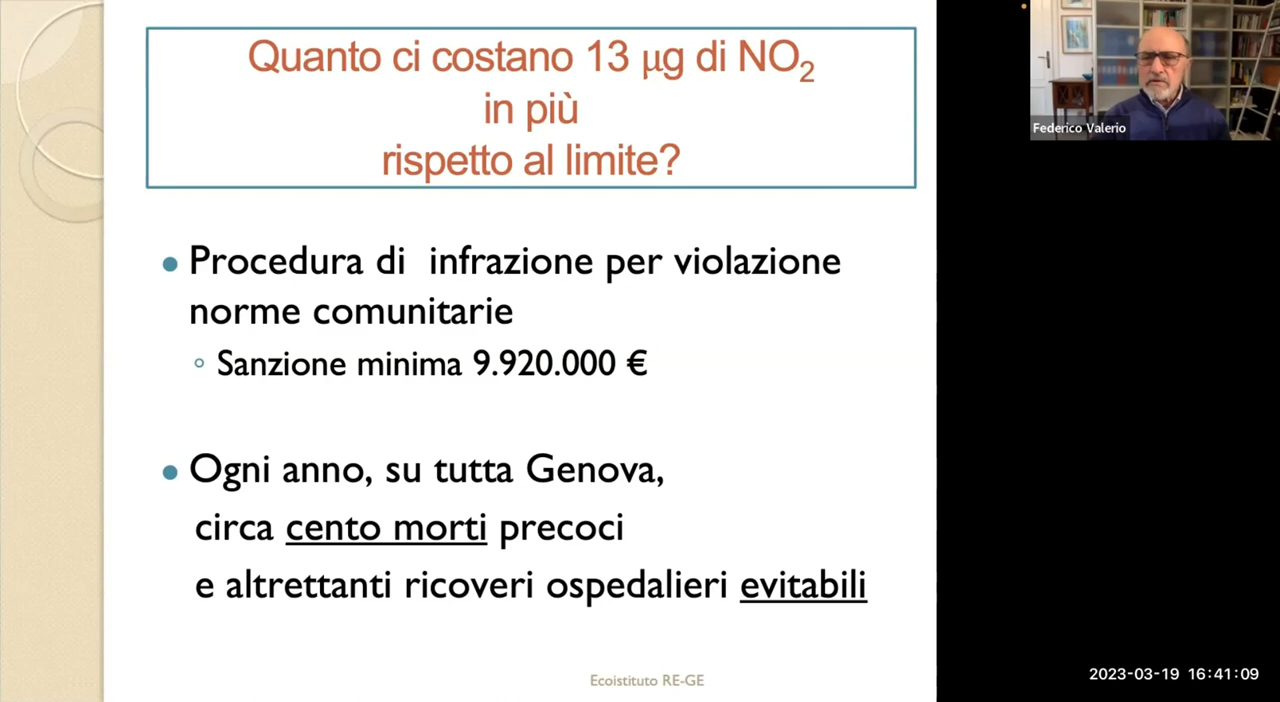 Quanto ci costano 13 µg di NO₂
in più
rispetto al limite?
Procedura di infrazione per violazione
norme comunitarie
Sanzione minima 9.920.000 €
Ogni anno, su tutta Genova,
circa cento morti precoci
e altrettanti ricoveri ospedalieri evitabili
Ecoistituto RE-GE
Federico Valerio
2023-03-19 16:41:09